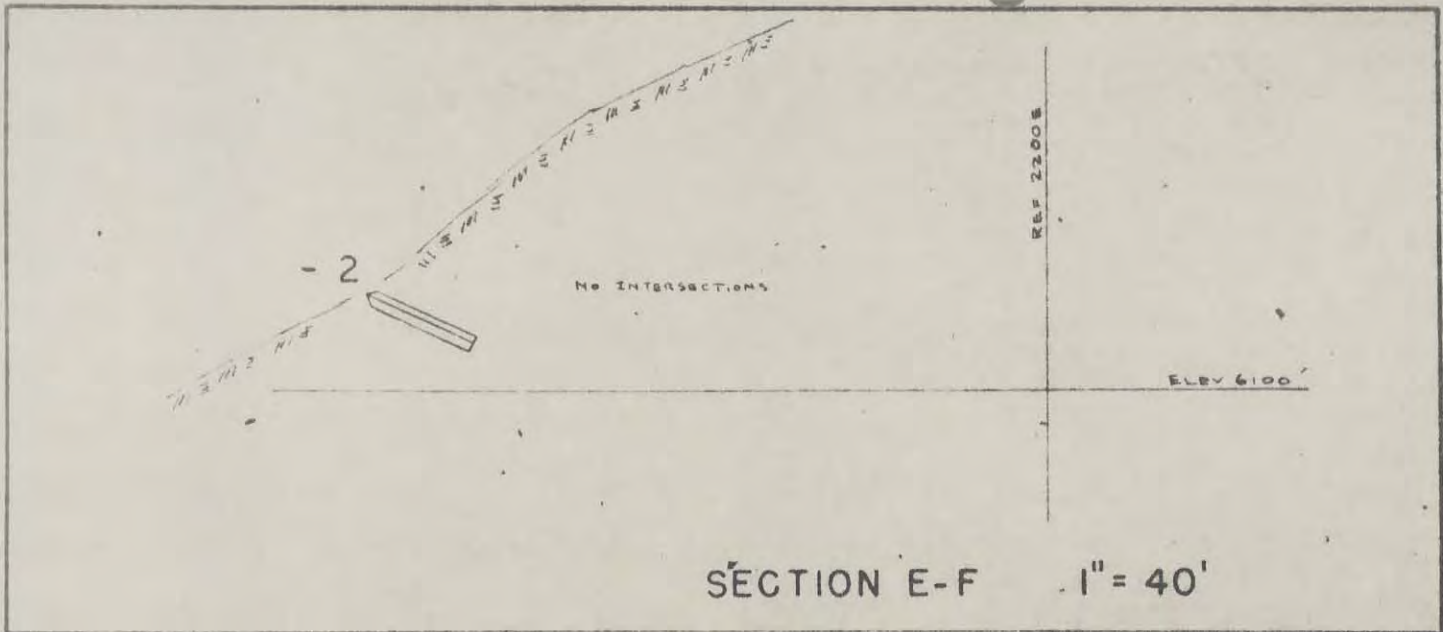 REF 2200E
- 2
NO INTERSECTIONS
ELEV 6100'
SECTION E-F 1" = 40'